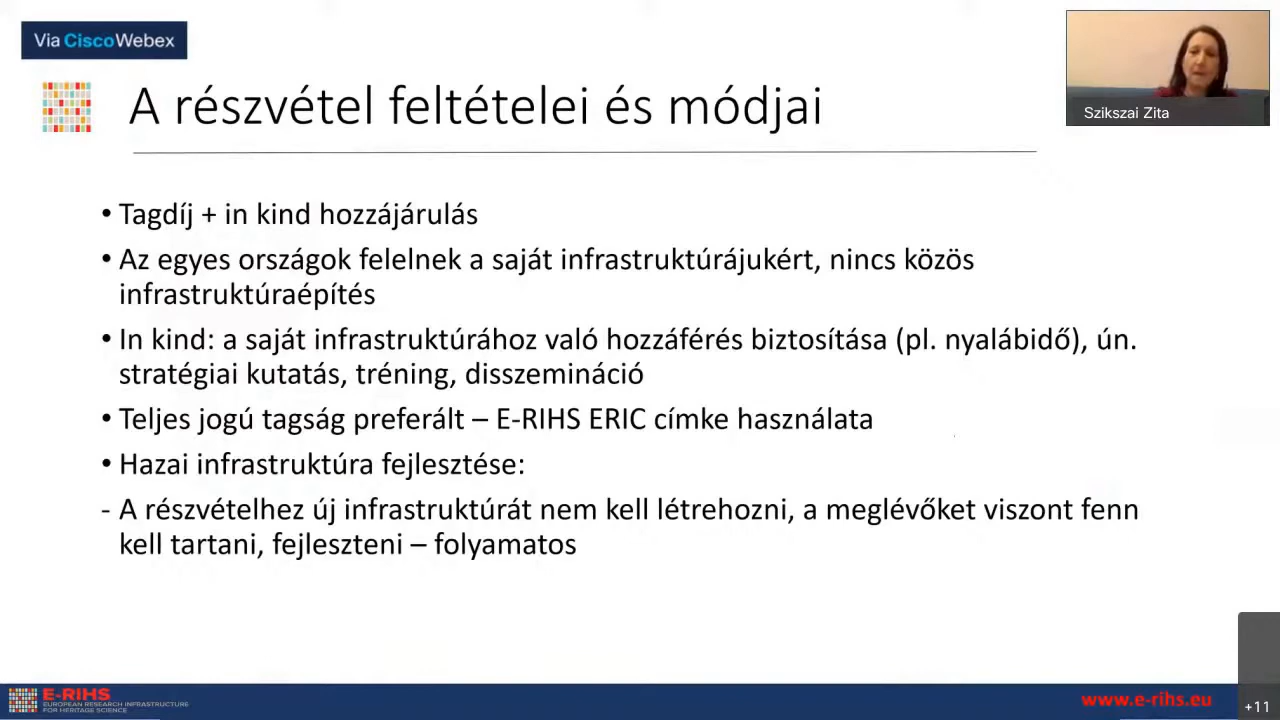 Via Cisco Webex
Szikszai Zita
A részvétel feltételei és módjai
• Tagdíj + in kind hozzájárulás
• Az egyes országok felelnek a saját infrastruktúrájukért, nincs közös
infrastruktúraépítés
• In kind: a saját infrastruktúrához való hozzáférés biztosítása (pl. nyalábidő), ún.
stratégiai kutatás, tréning, disszemináció
• Teljes jogú tagság preferált – E-RIHS ERIC címke használata
• Hazai infrastruktúra fejlesztése:
- A részvételhez új infrastruktúrát nem kell létrehozni, a meglévőket viszont fenn
kell tartani, fejleszteni – folyamatos
E-RIHS
EUROPEAN RESEARCH INFRASTRUCTURE
FOR HERITAGE SCIENCE
www.e-rihs.eu
+11